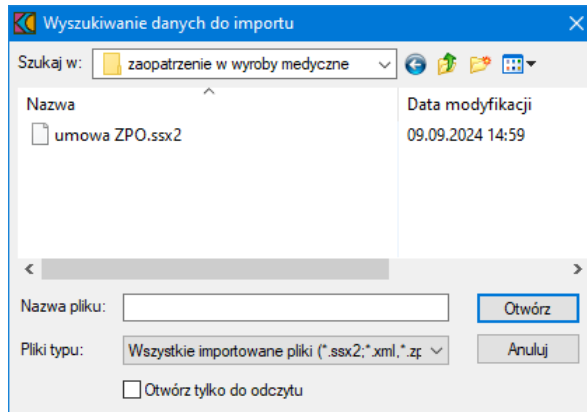 Wyszukiwanie danych do importu
Szukaj w: zaopatrzenie w wyroby medyczne
Nazwa Data modyfikacji
umowa ZPO.ssx2 09.09.2024 14:59
Nazwa pliku: Otwórz
Pliki typu: Wszystkie importowane pliki (*.ssx2;*.xml,*.zp Anuluj
Otwórz tylko do odczytu